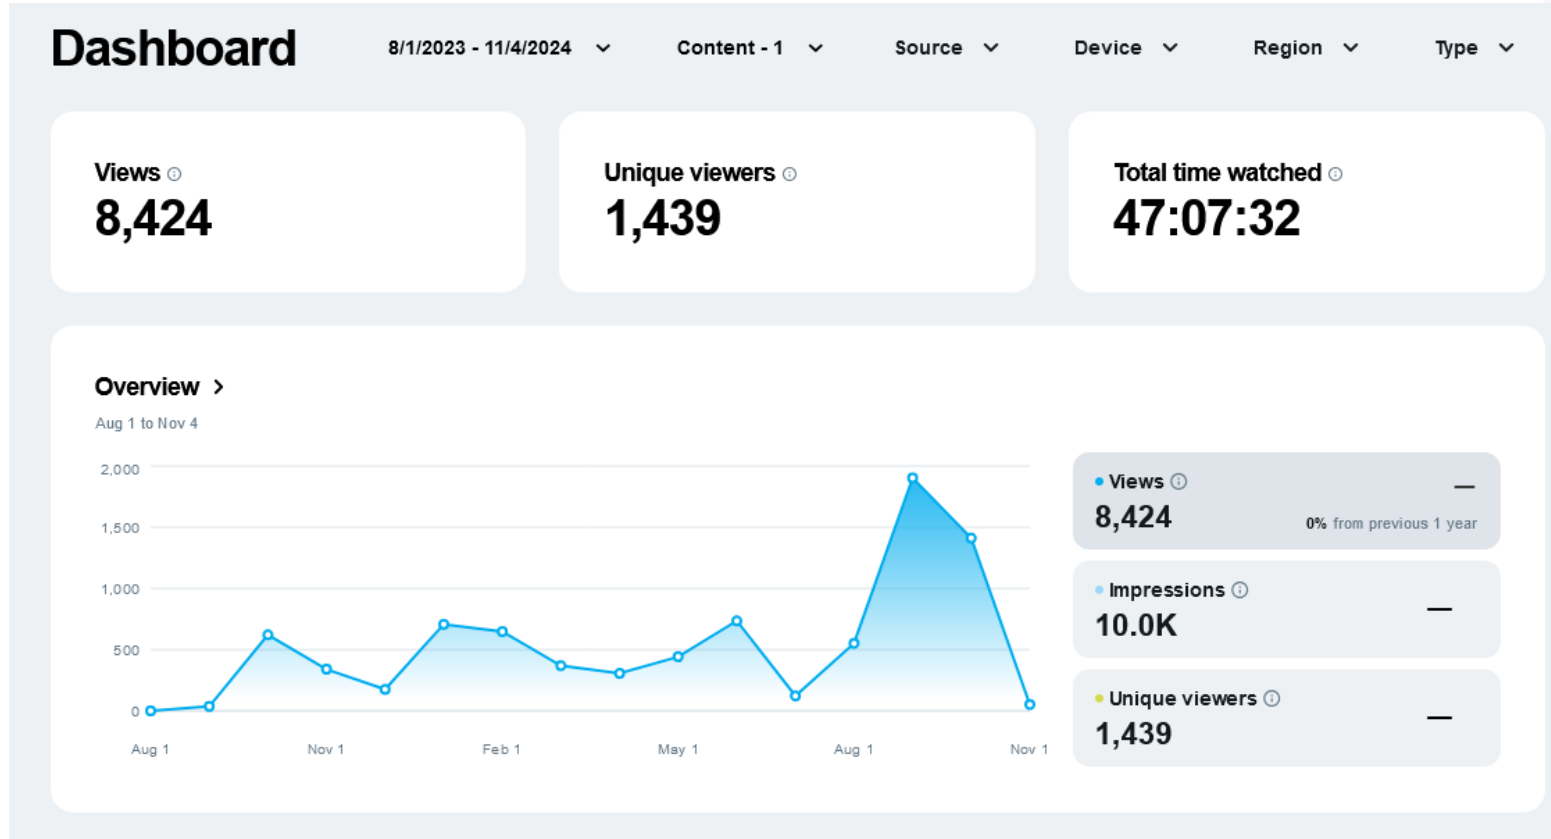 Dashboard
8/1/2023 - 11/4/2024
Content - 1
Source
Device
Region
Type
Views
8,424
Unique viewers
1,439
Total time watched
47:07:32
Overview
Aug 1 to Nov 4
2,000
1,500
1,000
500
0
Aug 1
Nov 1
Feb 1
May 1
Aug 1
Nov 1
Views
8,424
0% from previous 1 year
Impressions
10.0K
Unique viewers
1,439